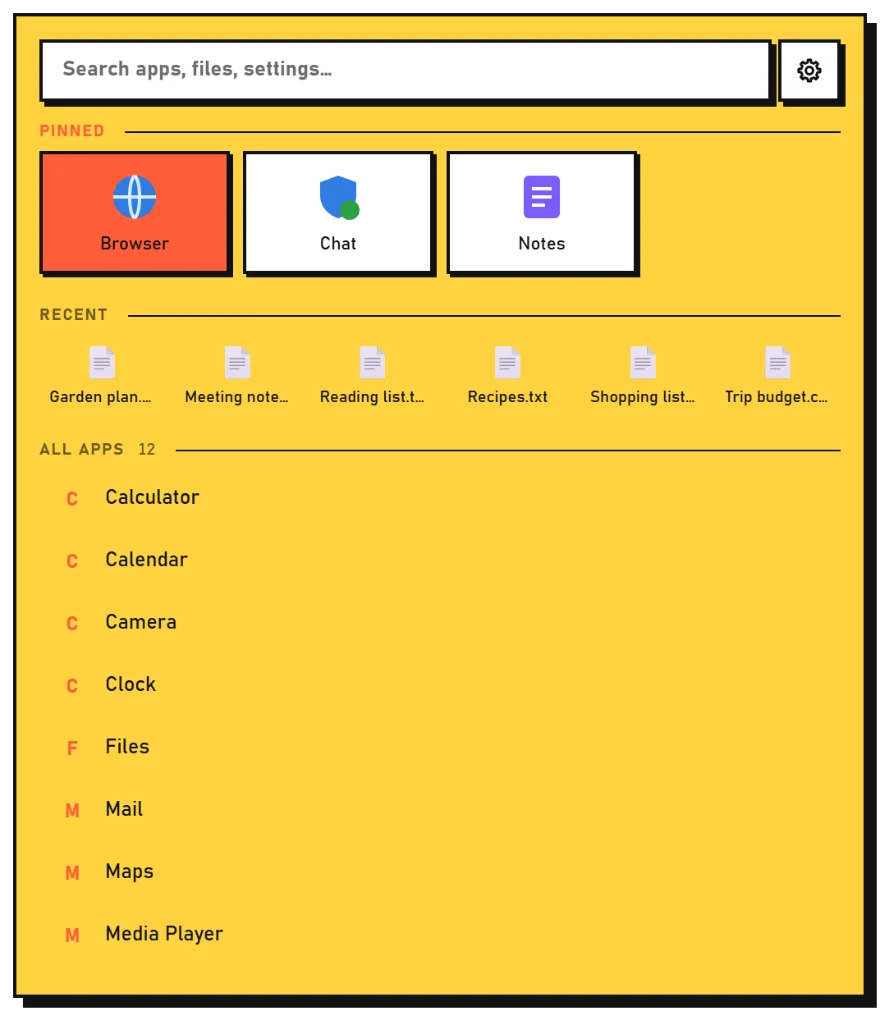 Search apps, files, settings…
PINNED
Browser
Chat
Notes
RECENT
Garden plan.…
Meeting note…
Reading list.t…
Recipes.txt
Shopping list…
Trip budget.c…
ALL APPS 12
C Calculator
C Calendar
C Camera
C Clock
F Files
M Mail
M Maps
M Media Player